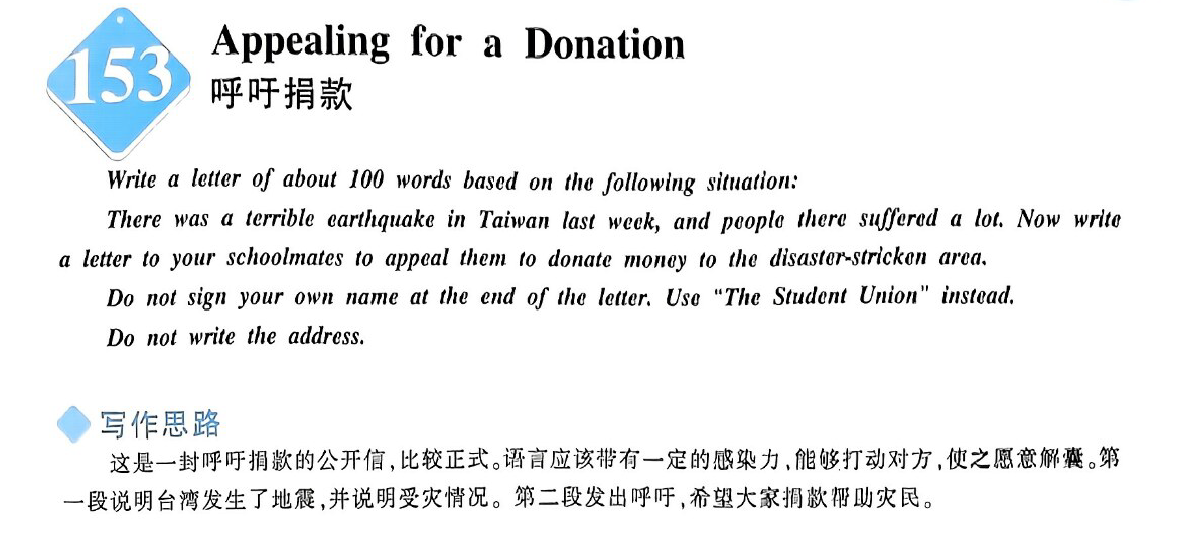 153
Appealing for a Donation
呼吁捐款
Write a letter of about 100 words based on the following situation:
There was a terrible earthquake in Taiwan last week, and people there suffered a lot. Now write
a letter to your schoolmates to appeal them to donate money to the disaster-stricken area.
Do not sign your own name at the end of the letter. Use "The Student Union" instead.
Do not write the address.
写作思路
这是一封呼吁捐款的公开信,比较正式。语言应该带有一定的感染力,能够打动对方,使之愿意解囊。第
一段说明台湾发生了地震,并说明受灾情况。第二段发出呼吁,希望大家捐款帮助灾民。